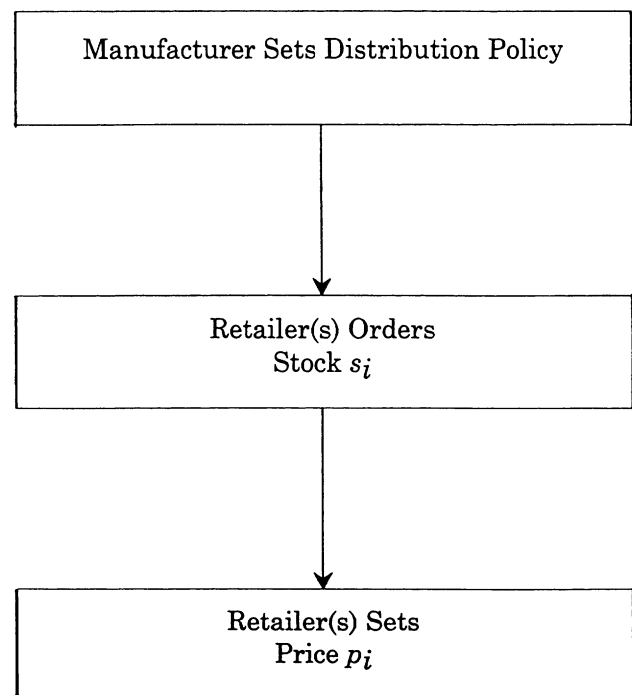 Manufacturer Sets Distribution Policy
Retailer(s) Orders
Stock s_i
Retailer(s) Sets
Price p_i